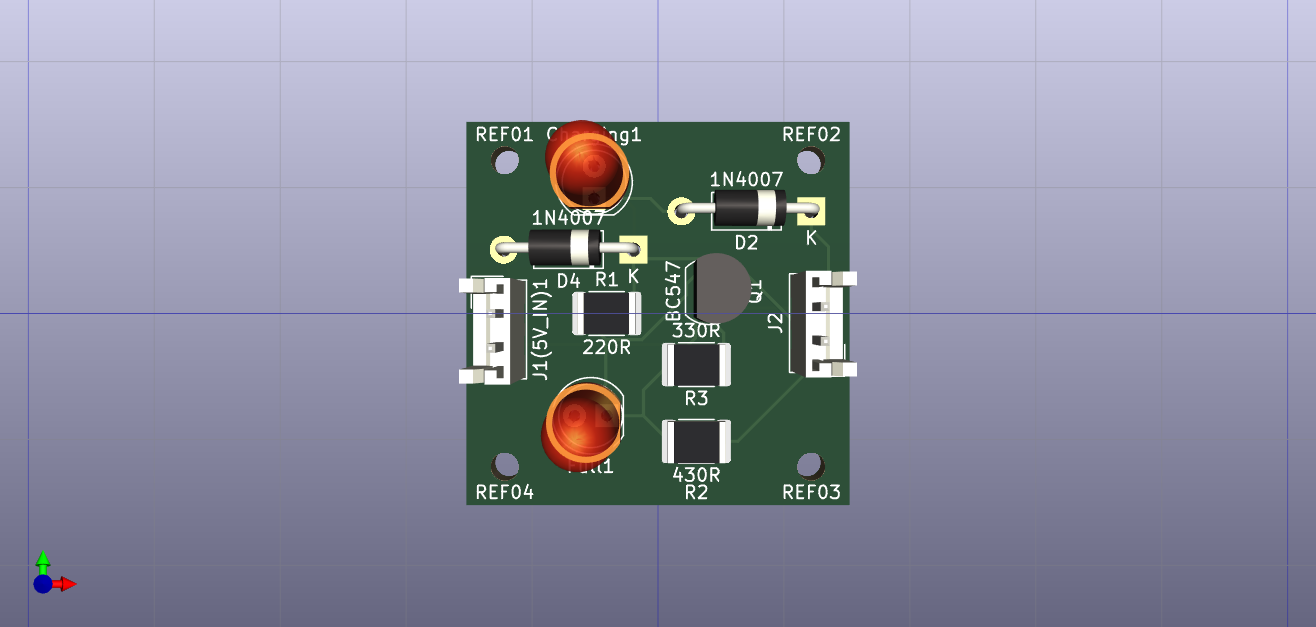 REF01
REF02
1N4007
1N4007
D2
K
D4
R1
K
BC547
Q1
J1(5V_IN)1
J2
330R
220R
R3
430R
REF04
R2
REF03